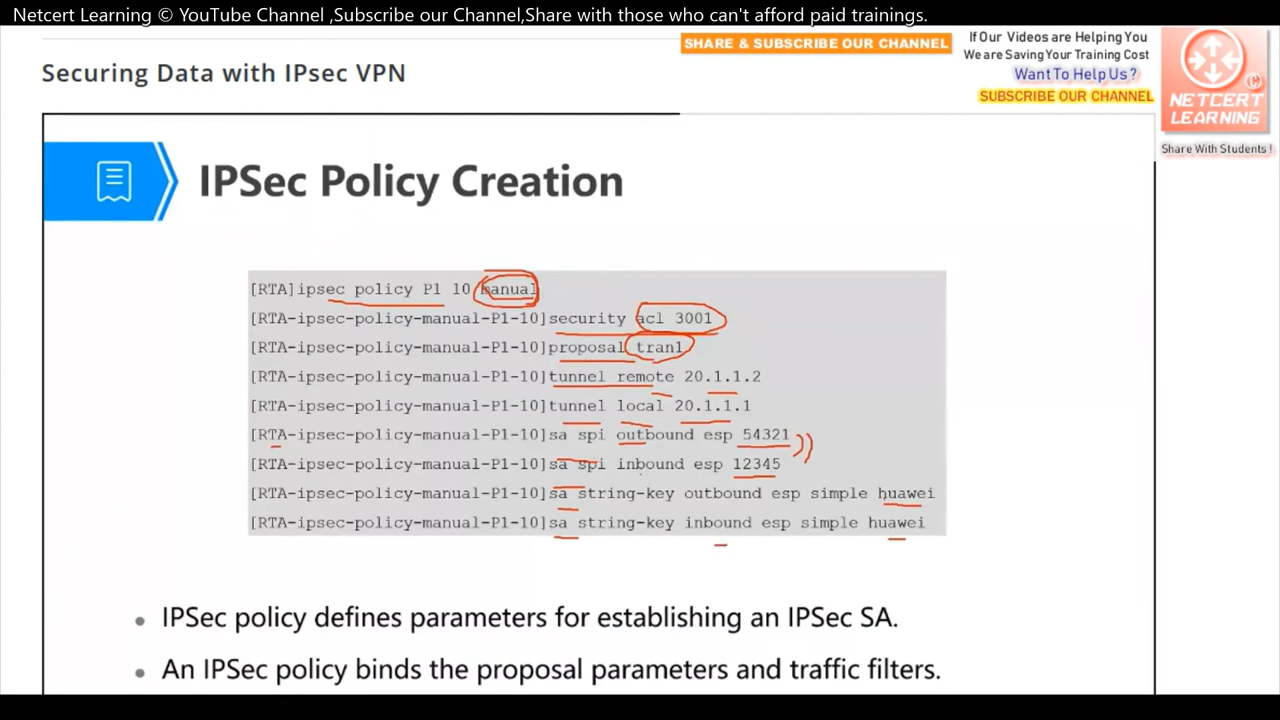 Netcert Learning © YouTube Channel ,Subscribe our Channel,Share with those who can't afford paid trainings.
SHARE & SUBSCRIBE OUR CHANNEL
If Our Videos are Helping You
We are Saving Your Training Cost
Want To Help Us ?
SUBSCRIBE OUR CHANNEL
©
NETCERT
LEARNING
Share With Students !
Securing Data with IPsec VPN
IPSec Policy Creation
[RTA]ipsec policy P1 10 manual
[RTA-ipsec-policy-manual-P1-10]security acl 3001
[RTA-ipsec-policy-manual-P1-10]proposal tran1
[RTA-ipsec-policy-manual-P1-10]tunnel remote 20.1.1.2
[RTA-ipsec-policy-manual-P1-10]tunnel local 20.1.1.1
[RTA-ipsec-policy-manual-P1-10]sa spi outbound esp 54321
[RTA-ipsec-policy-manual-P1-10]sa spi inbound esp 12345
[RTA-ipsec-policy-manual-P1-10]sa string-key outbound esp simple huawei
[RTA-ipsec-policy-manual-P1-10]sa string-key inbound esp simple huawei
• IPSec policy defines parameters for establishing an IPSec SA.
• An IPSec policy binds the proposal parameters and traffic filters.